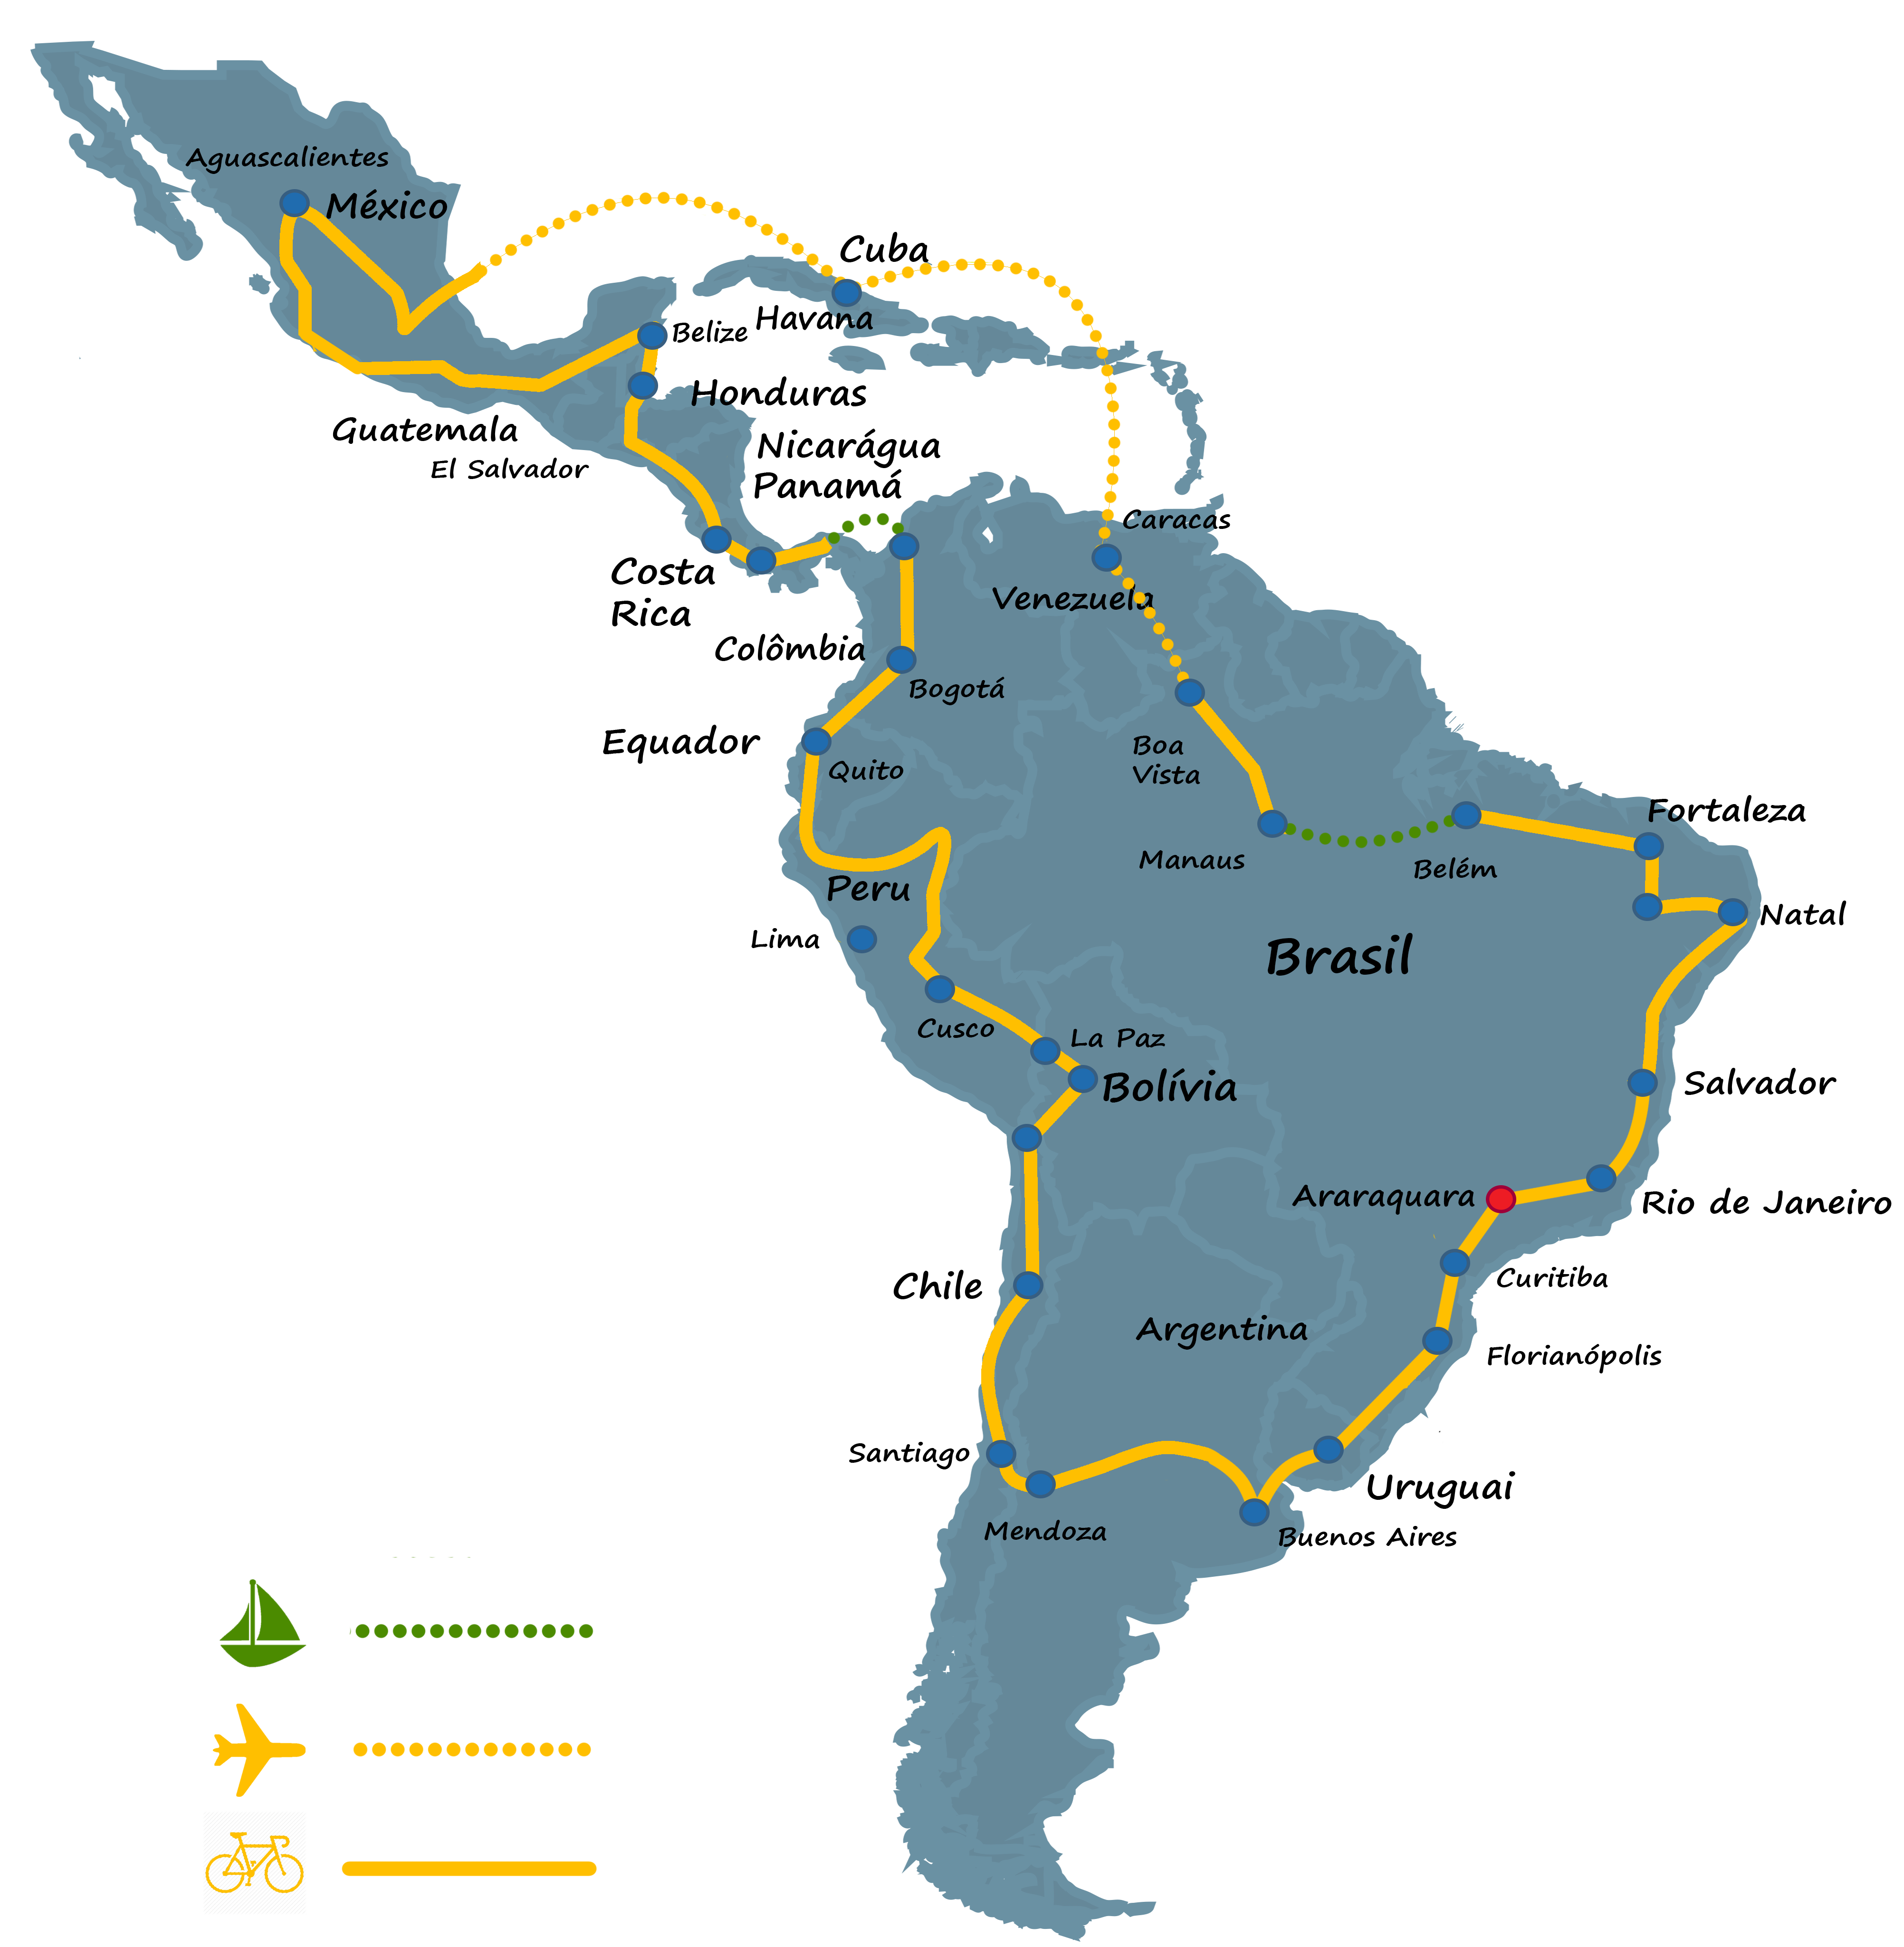 Aguascalientes
México
Cuba
Havana
Belize
Honduras
Guatemala
El Salvador
Nicarágua
Panamá
Costa
Rica
Caracas
Venezuela
Colômbia
Bogotá
Equador
Quito
Boa
Vista
Manaus
Belém
Fortaleza
Natal
Peru
Lima
Brasil
Cusco
La Paz
Bolívia
Salvador
Araraquara
Rio de Janeiro
Chile
Curitiba
Argentina
Florianópolis
Santiago
Uruguai
Mendoza
Buenos Aires